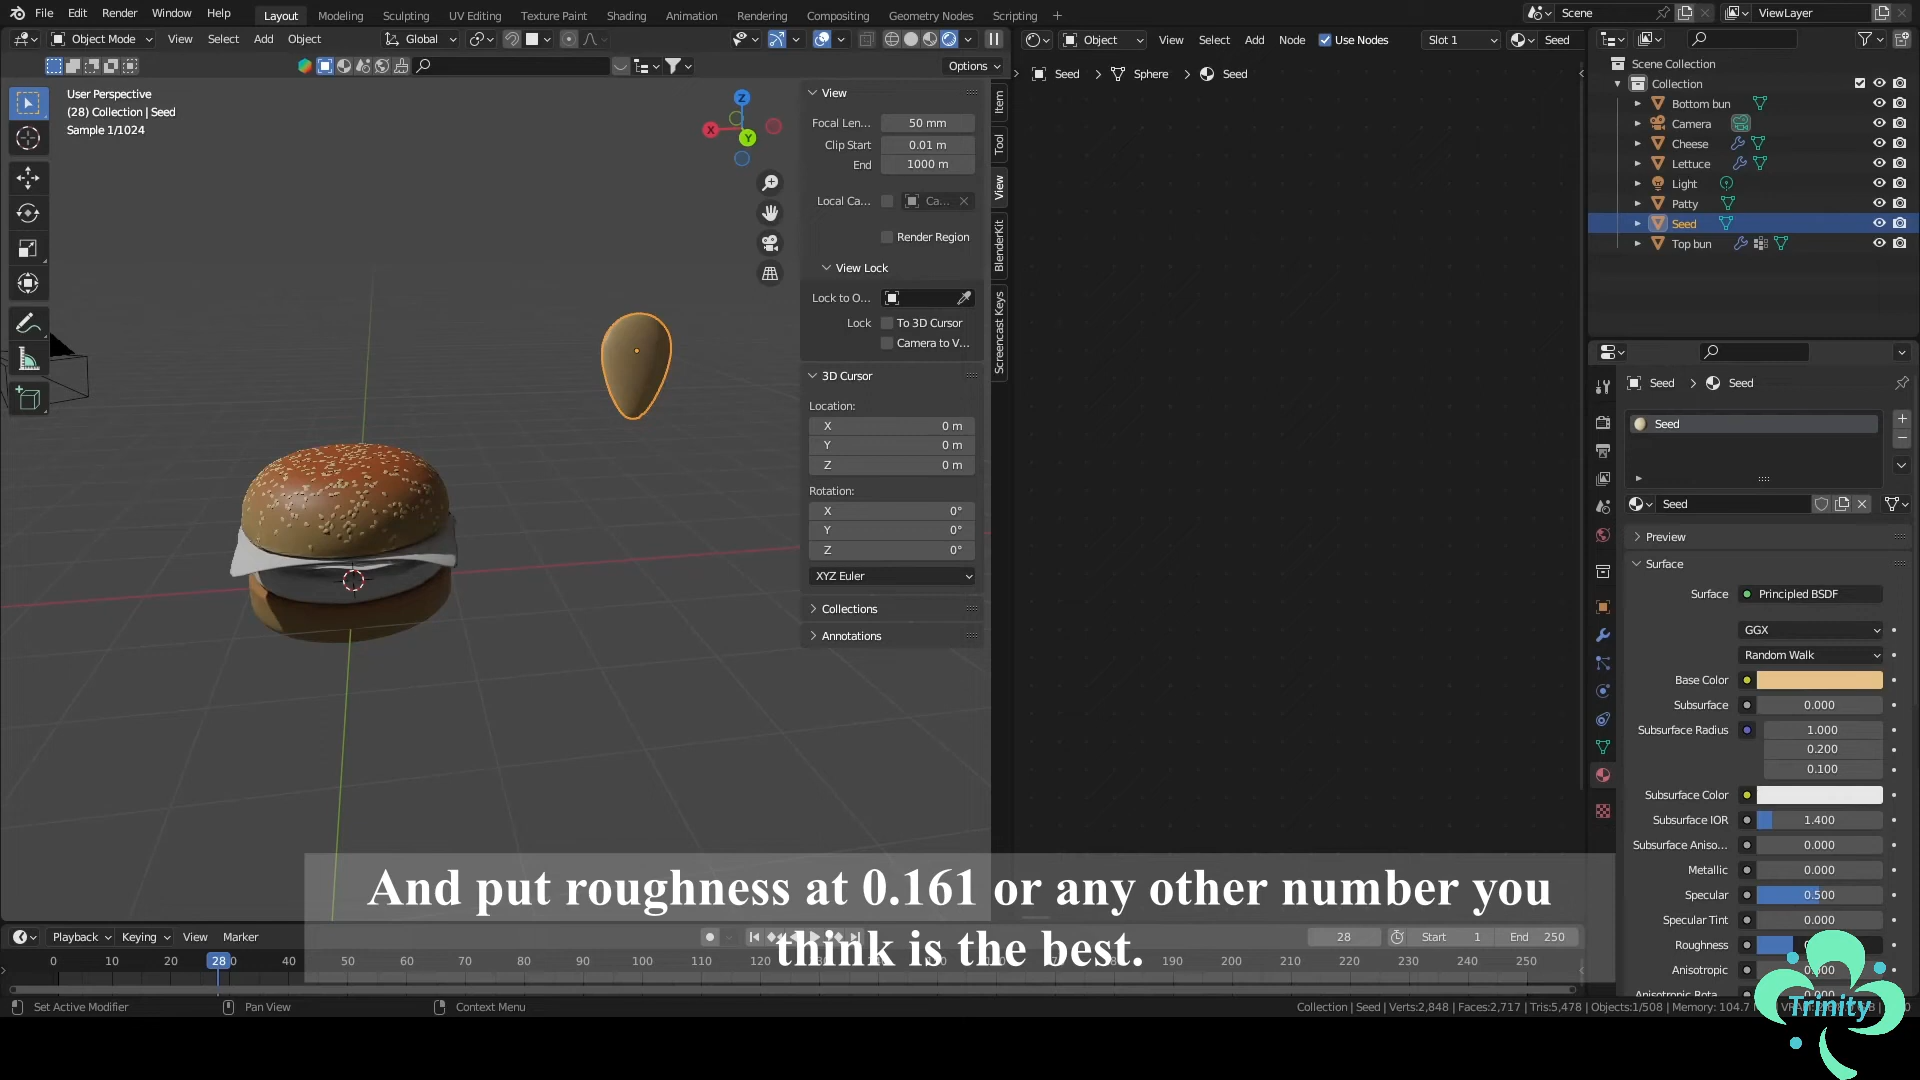 File Edit Render Window Help Layout Modeling Sculpting UV Editing Texture Paint Shading Animation Rendering Compositing Geometry Nodes Scripting + Scene ViewLayer
Object Mode View Select Add Object Global Object View Select Add Node Use Nodes Slot 1 Seed
Options
Seed > Sphere > Seed
User Perspective
(28) Collection | Seed
Sample 1/1024
X
Y
Z
View
Focal Len... 50 mm
Clip Start 0.01 m
End 1000 m
Local Ca... Ca...
Render Region
View Lock
Lock to O...
Lock To 3D Cursor
Camera to V...
3D Cursor
Location:
X 0 m
Y 0 m
Z 0 m
Rotation:
X 0°
Y 0°
Z 0°
XYZ Euler
Collections
Annotations
Item
Tool
View
BlenderKit
Screencast Keys
Scene Collection
Collection
Bottom bun
Camera
Cheese
Lettuce
Light
Patty
Seed
Top bun
Seed > Seed
Seed
Seed
Preview
Surface
Surface Principled BSDF
GGX
Random Walk
Base Color
Subsurface 0.000
Subsurface Radius 1.000
0.200
0.100
Subsurface Color
Subsurface IOR 1.400
Subsurface Aniso... 0.000
Metallic 0.000
Specular 0.500
Specular Tint 0.000
Roughness
Anisotropic
Anisotropic Rota...
And put roughness at 0.161 or any other number you
think is the best.
Playback Keying View Marker 28 Start 1 End 250
0 10 28 40 50 60 70 80 90 100 110 120 130 140 150 160 170 180 190 200 210 220 230 240 250
Set Active Modifier Pan View Context Menu Collection | Seed | Verts:2,848 | Faces:2,717 | Tris:5,478 | Objects:1/508 | Memory: 104.7
Trinity